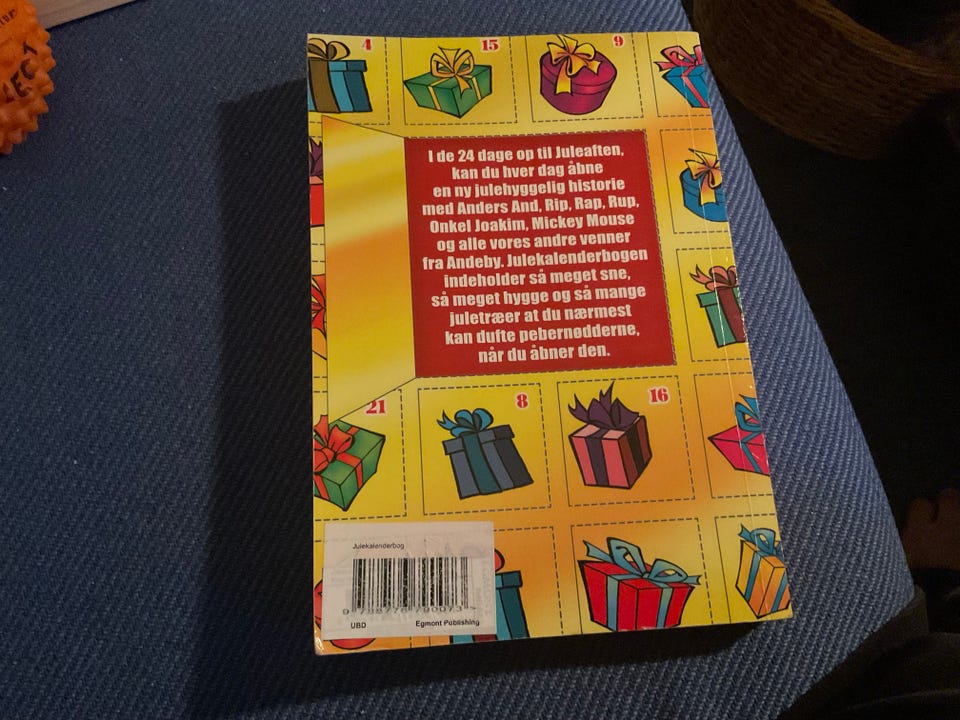 4
15
9
I de 24 dage op til Juleaften,
kan du hver dag åbne
en ny julehyggelig historie
med Anders And, Rip, Rap, Rup,
Onkel Joakim, Mickey Mouse
og alle vores andre venner
fra Andeby. Julekalenderbogen
indeholder så meget sne,
så meget hygge og så mange
juletræer at du nærmest
kan dufte pebernødderne,
når du åbner den.
21
8
16
Julekalenderbog
UBD
Egmont Publishing